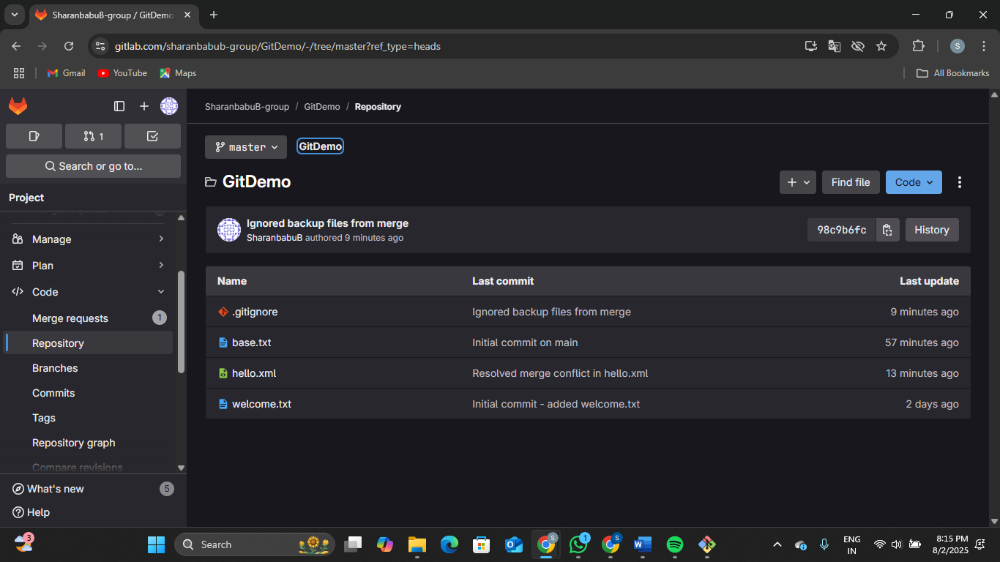 SharanbabuB-group / GitDemo
gitlab.com/sharanbabub-group/GitDemo/-/tree/master?ref_type=heads
S
Gmail
YouTube
Maps
All Bookmarks
1
Search or go to...
Project
Manage
Plan
Code
Merge requests
1
Repository
Branches
Commits
Tags
Repository graph
Compare revisions
What's new
5
Help
SharanbabuB-group / GitDemo / Repository
master
GitDemo
GitDemo
Find file
Code
Ignored backup files from merge
SharanbabuB authored 9 minutes ago
98c9b6fc
History
Name Last commit Last update
.gitignore Ignored backup files from merge 9 minutes ago
base.txt Initial commit on main 57 minutes ago
hello.xml Resolved merge conflict in hello.xml 13 minutes ago
welcome.txt Initial commit - added welcome.txt 2 days ago
3
Search
S
1
S
ENG
IN
8:15 PM
8/2/2025